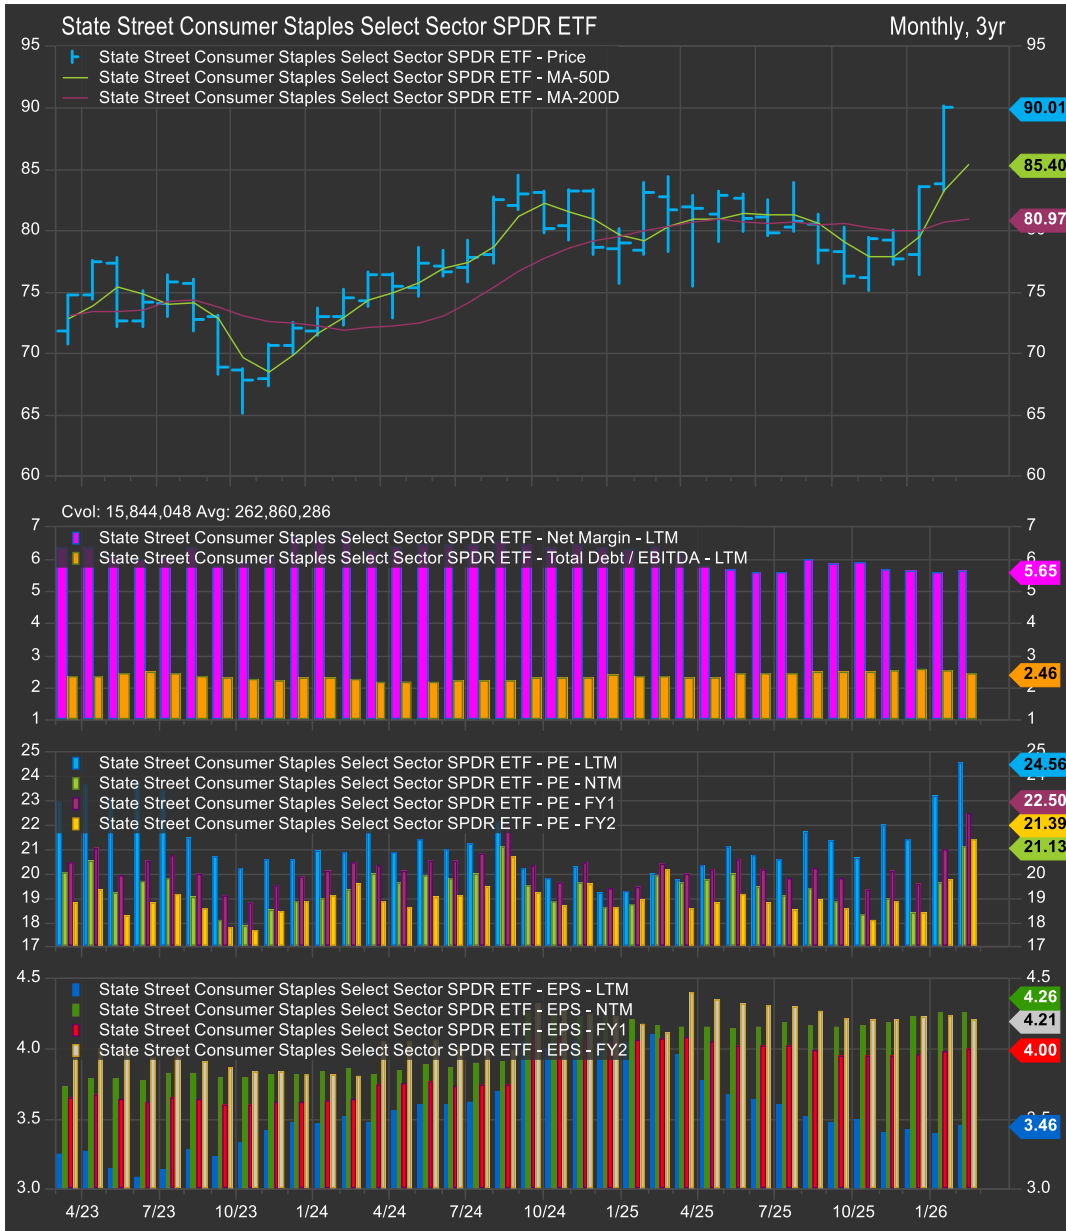 State Street Consumer Staples Select Sector SPDR ETF Monthly, 3yr
95 95
State Street Consumer Staples Select Sector SPDR ETF - Price
State Street Consumer Staples Select Sector SPDR ETF - MA-50D
State Street Consumer Staples Select Sector SPDR ETF - MA-200D
90 90.01
85 85.40
80 80.97
75 75
70 70
65 65
60 60
Cvol: 15,844,048 Avg: 262,860,286
7 7
State Street Consumer Staples Select Sector SPDR ETF - Net Margin - LTM
State Street Consumer Staples Select Sector SPDR ETF - Total Debt / EBITDA - LTM
6 6
5.65
5 5
4 4
3 3
2.46
2 2
1 1
25 25
State Street Consumer Staples Select Sector SPDR ETF - PE - LTM
24.56
24
State Street Consumer Staples Select Sector SPDR ETF - PE - NTM
State Street Consumer Staples Select Sector SPDR ETF - PE - FY1
23 22.50
State Street Consumer Staples Select Sector SPDR ETF - PE - FY2
22 21.39
21 21.13
20 20
19 19
18 18
17 17
4.5 4.5
State Street Consumer Staples Select Sector SPDR ETF - EPS - LTM
State Street Consumer Staples Select Sector SPDR ETF - EPS - NTM
4.26
State Street Consumer Staples Select Sector SPDR ETF - EPS - FY1
4.21
State Street Consumer Staples Select Sector SPDR ETF - EPS - FY2
4.0 4.00
3.5 3.46
3.0 3.0
4/23 7/23 10/23 1/24 4/24 7/24 10/24 1/25 4/25 7/25 10/25 1/26